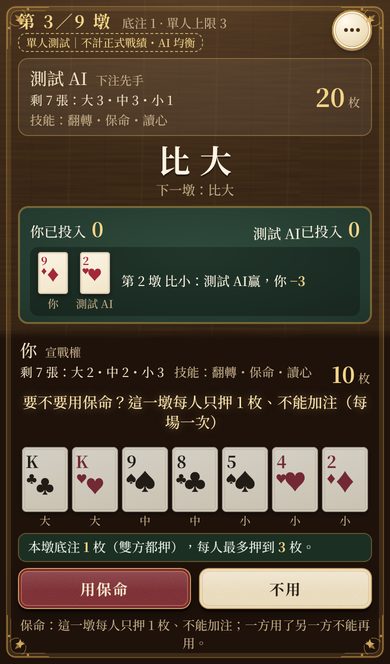 第 3／9 墩 底注 1 · 單人上限 3
單人測試｜不計正式戰績 · AI 均衡
•••
測試 AI 下注先手
剩 7 張：大 3 · 中 3 · 小 1
技能：翻轉 · 保命 · 讀心
20 枚
比大
下一墩：比大
你已投入 0
測試 AI已投入 0
9
你
2
測試 AI
第 2 墩 比小：測試 AI贏，你 −3
你 宣戰權
剩 7 張：大 2 · 中 2 · 小 3 技能：翻轉 · 保命 · 讀心
10 枚
要不要用保命？這一墩每人只押 1 枚、不能加注（每
場一次）
K K 9 8 5 4 2
大 大 中 中 小 小 小
本墩底注 1 枚（雙方都押），每人最多押到 3 枚。
用保命
不用
保命：這一墩每人只押 1 枚、不能加注；一方用了另一方不能再
用。